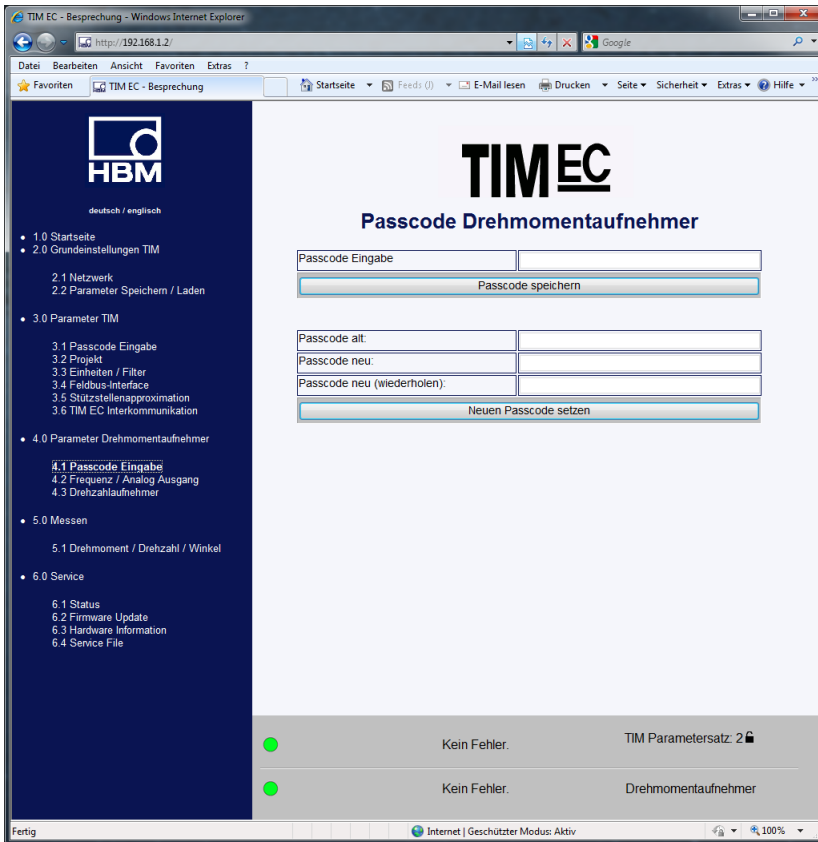 TIM EC - Besprechung - Windows Internet Explorer
http://192.168.1.2/
Google
Datei Bearbeiten Ansicht Favoriten Extras ?
Favoriten TIM EC - Besprechung Startseite Feeds (J) E-Mail lesen Drucken Seite Sicherheit Extras Hilfe
HBM
deutsch / englisch
1.0 Startseite
2.0 Grundeinstellungen TIM
2.1 Netzwerk
2.2 Parameter Speichern / Laden
3.0 Parameter TIM
3.1 Passcode Eingabe
3.2 Projekt
3.3 Einheiten / Filter
3.4 Feldbus-Interface
3.5 Stützstellenapproximation
3.6 TIM EC Interkommunikation
4.0 Parameter Drehmomentaufnehmer
4.1 Passcode Eingabe
4.2 Frequenz / Analog Ausgang
4.3 Drehzahlaufnehmer
5.0 Messen
5.1 Drehmoment / Drehzahl / Winkel
6.0 Service
6.1 Status
6.2 Firmware Update
6.3 Hardware Information
6.4 Service File
TIM EC
Passcode Drehmomentaufnehmer
Passcode Eingabe
Passcode speichern
Passcode alt:
Passcode neu:
Passcode neu (wiederholen):
Neuen Passcode setzen
Kein Fehler. TIM Parametersatz: 2
Kein Fehler. Drehmomentaufnehmer
Fertig Internet | Geschützter Modus: Aktiv 100%